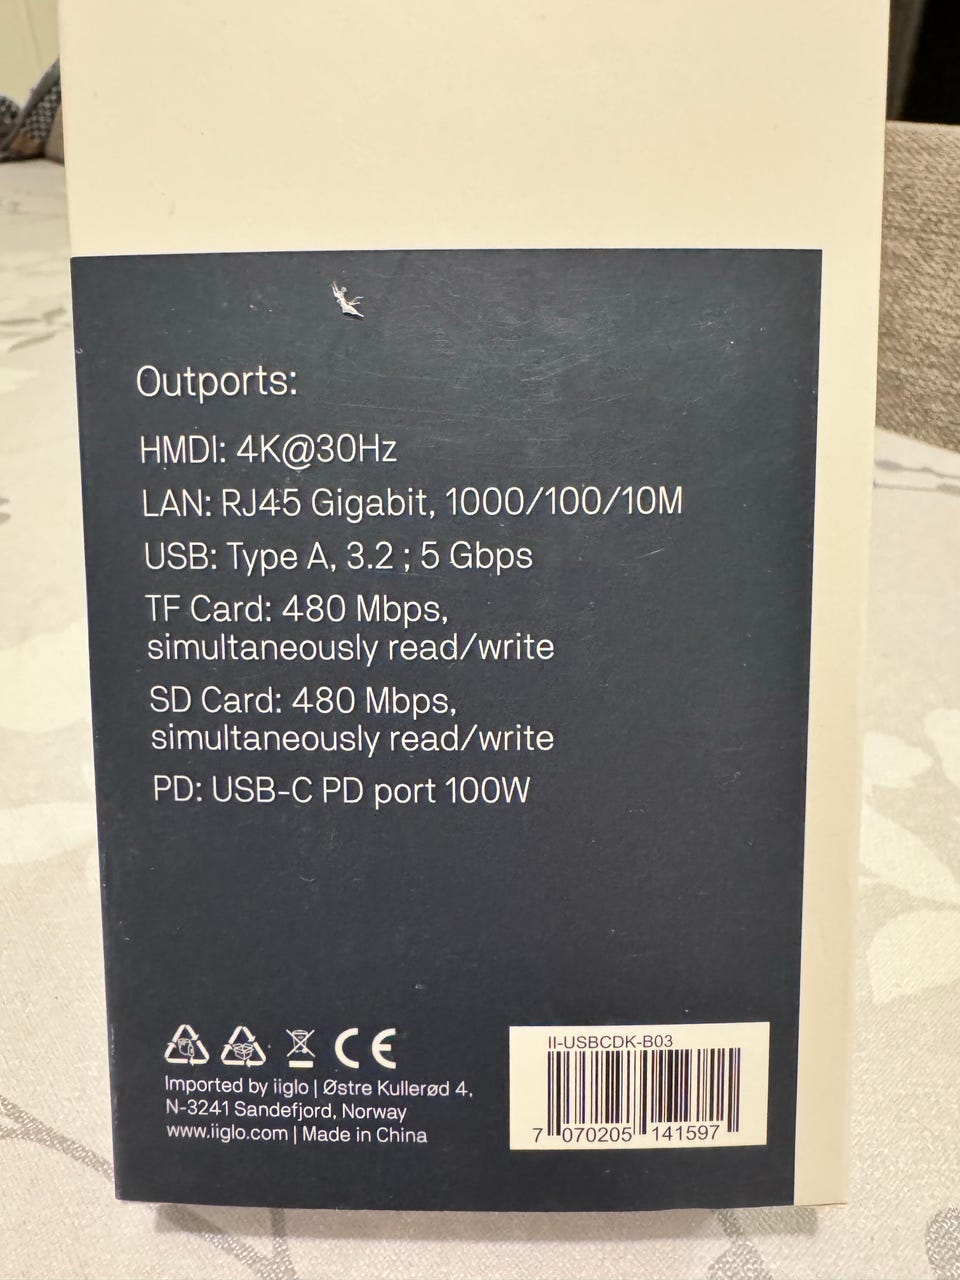 Outports:
HMDI: 4K@30Hz
LAN: RJ45 Gigabit, 1000/100/10M
USB: Type A, 3.2 ; 5 Gbps
TF Card: 480 Mbps,
simultaneously read/write
SD Card: 480 Mbps,
simultaneously read/write
PD: USB-C PD port 100W
Imported by iiglo | Østre Kullerød 4,
N-3241 Sandefjord, Norway
www.iiglo.com | Made in China
CE
II-USBCDK-B03
7 070205 141597